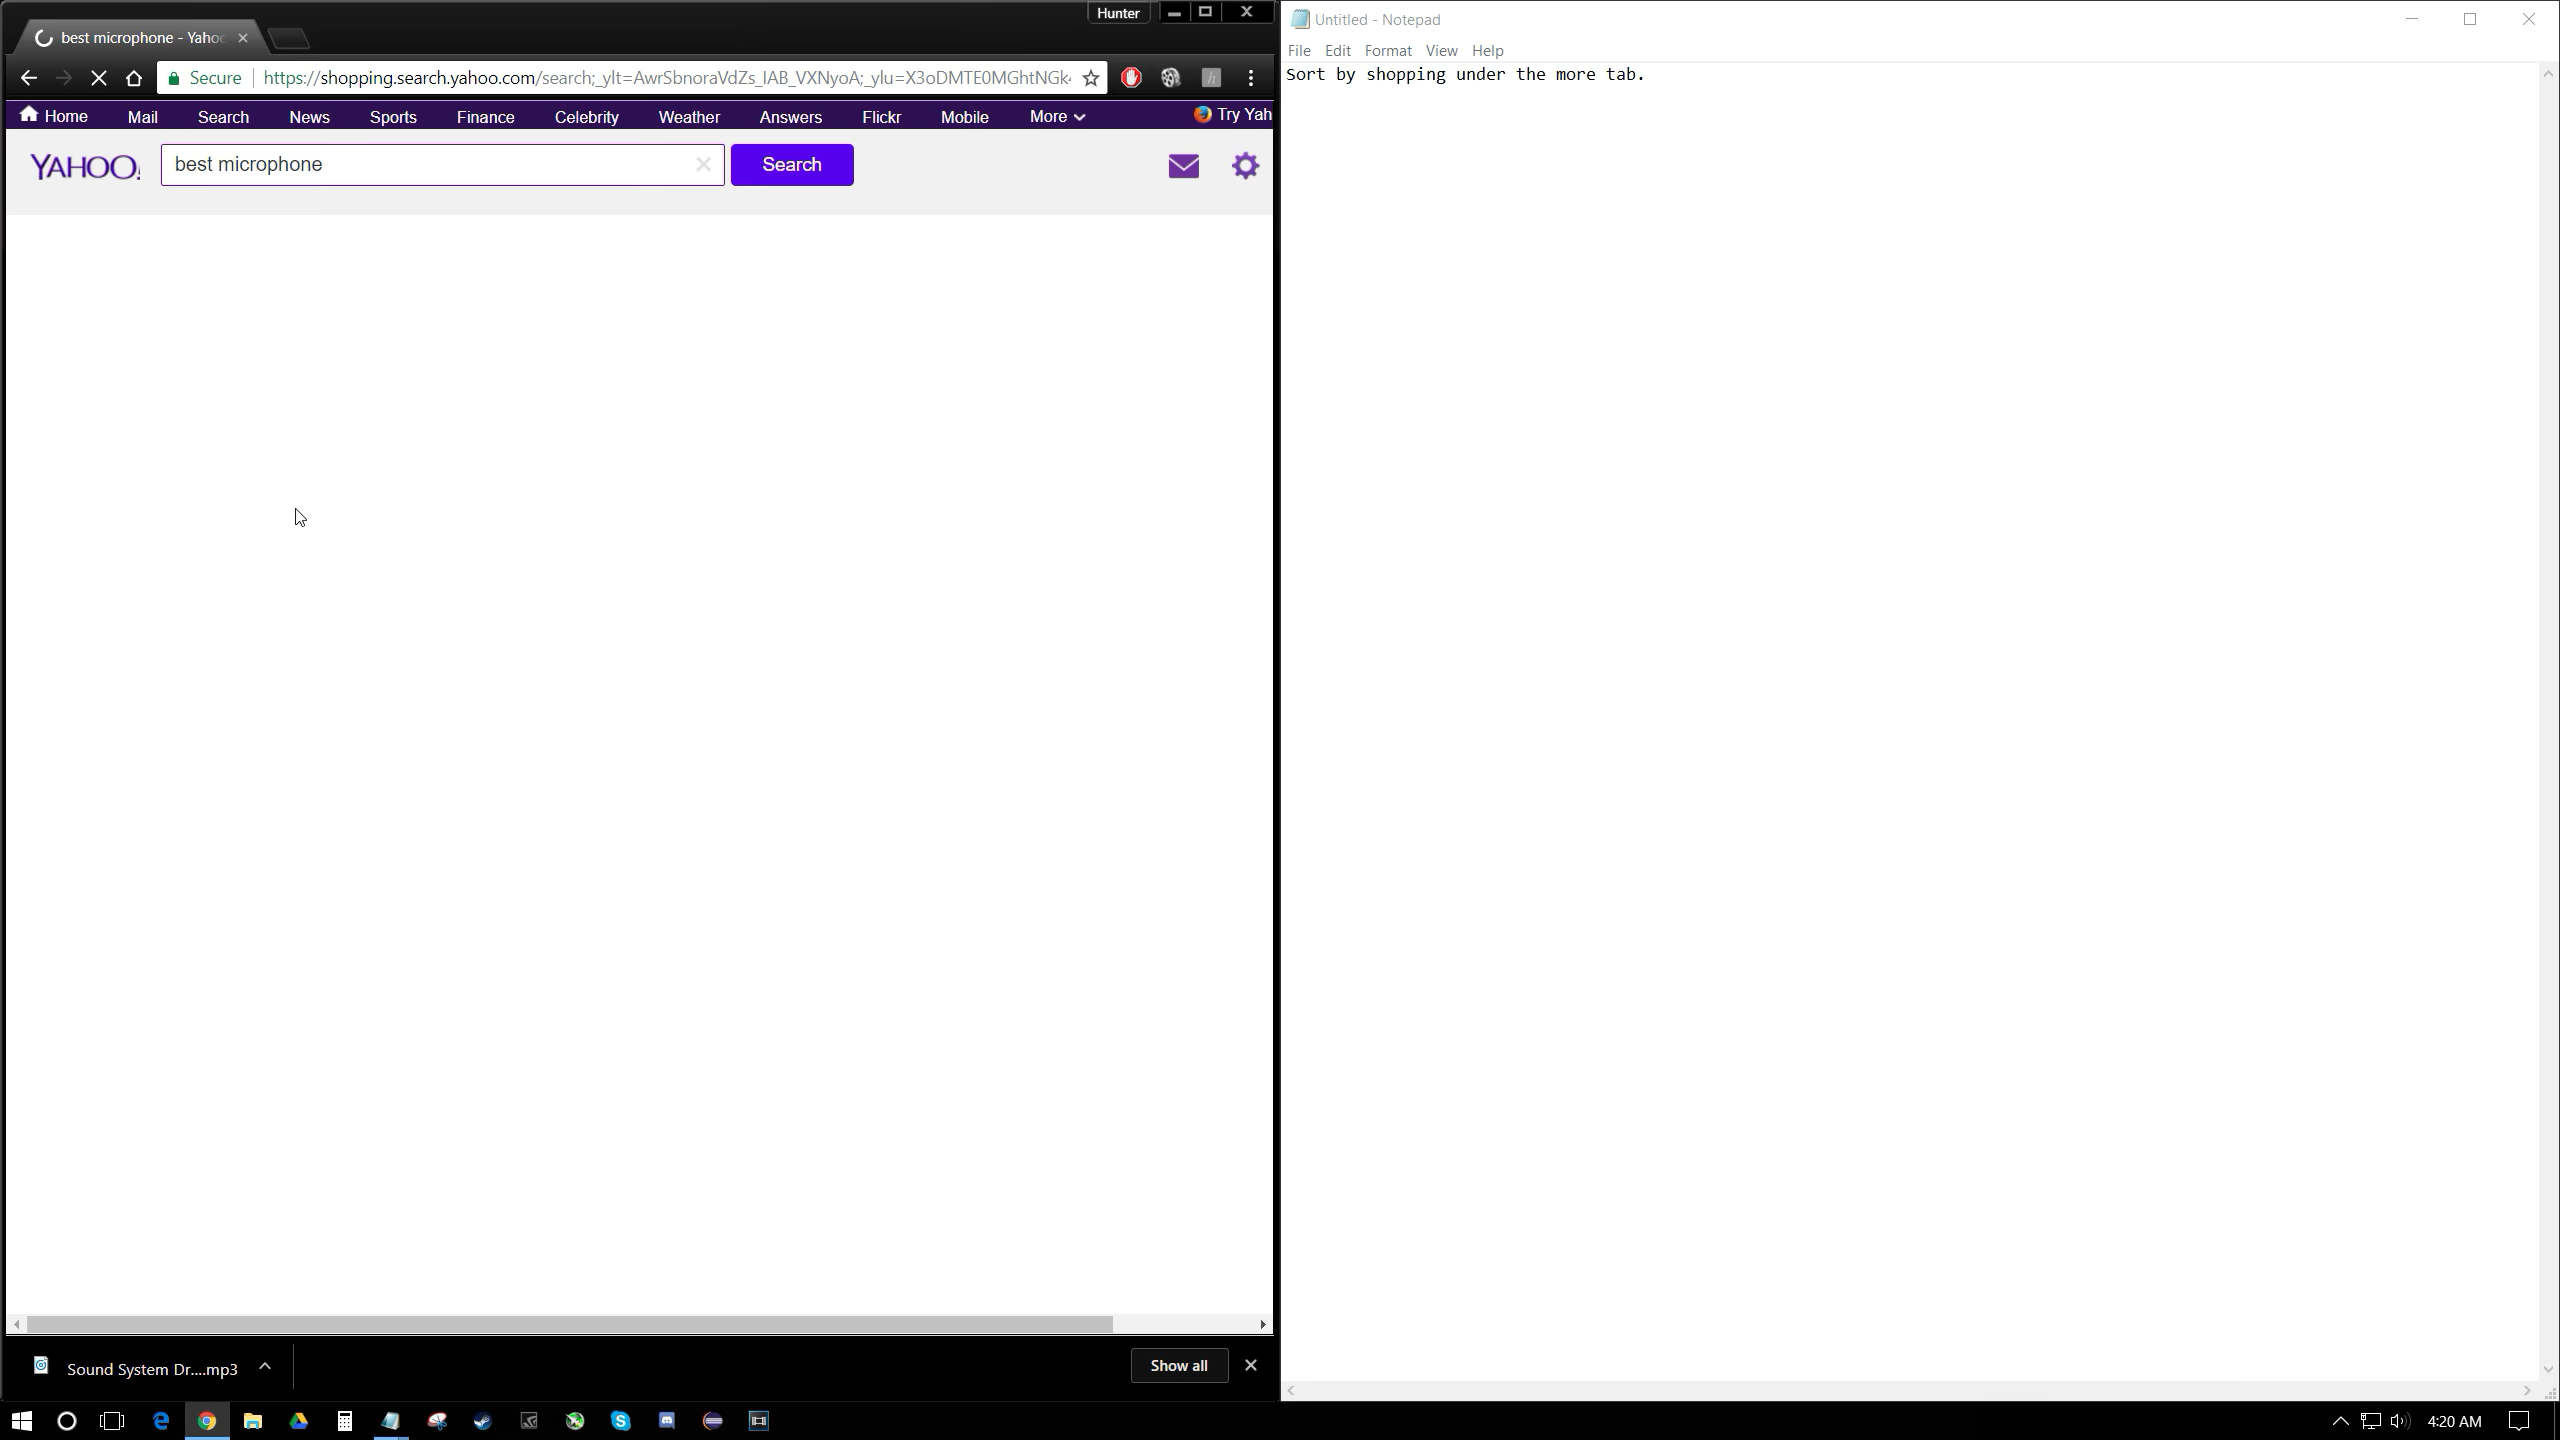 Hunter
best microphone - Yahoo
Secure
https://shopping.search.yahoo.com/search;_ylt=AwrSbnoraVdZs_IAB_VXNyoA;_ylu=X3oDMTE0MGhtNGk
Home Mail Search News Sports Finance Celebrity Weather Answers Flickr Mobile More Try Yah
YAHOO!
best microphone
Search
Sound System Dr....mp3
Show all
Untitled - Notepad
File Edit Format View Help
Sort by shopping under the more tab.
4:20 AM